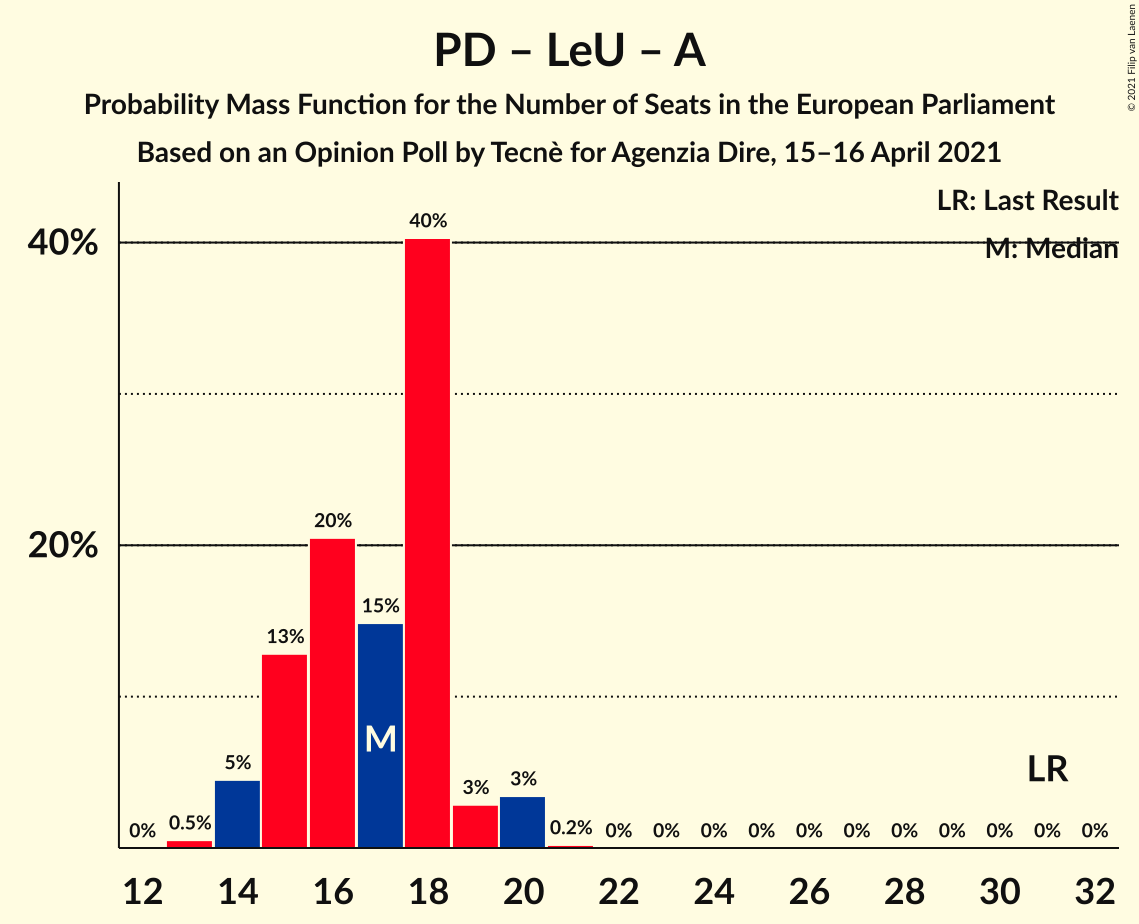 PD – LeU – A
Probability Mass Function for the Number of Seats in the European Parliament
Based on an Opinion Poll by Tecnè for Agenzia Dire, 15–16 April 2021
© 2021 Filip van Laenen
LR: Last Result
M: Median
40%
20%
0% 0.5% 5% 13% 20% 15% 40% 3% 3% 0.2% 0% 0% 0% 0% 0% 0% 0% 0% 0% 0% 0%
M
LR
12 14 16 18 20 22 24 26 28 30 32